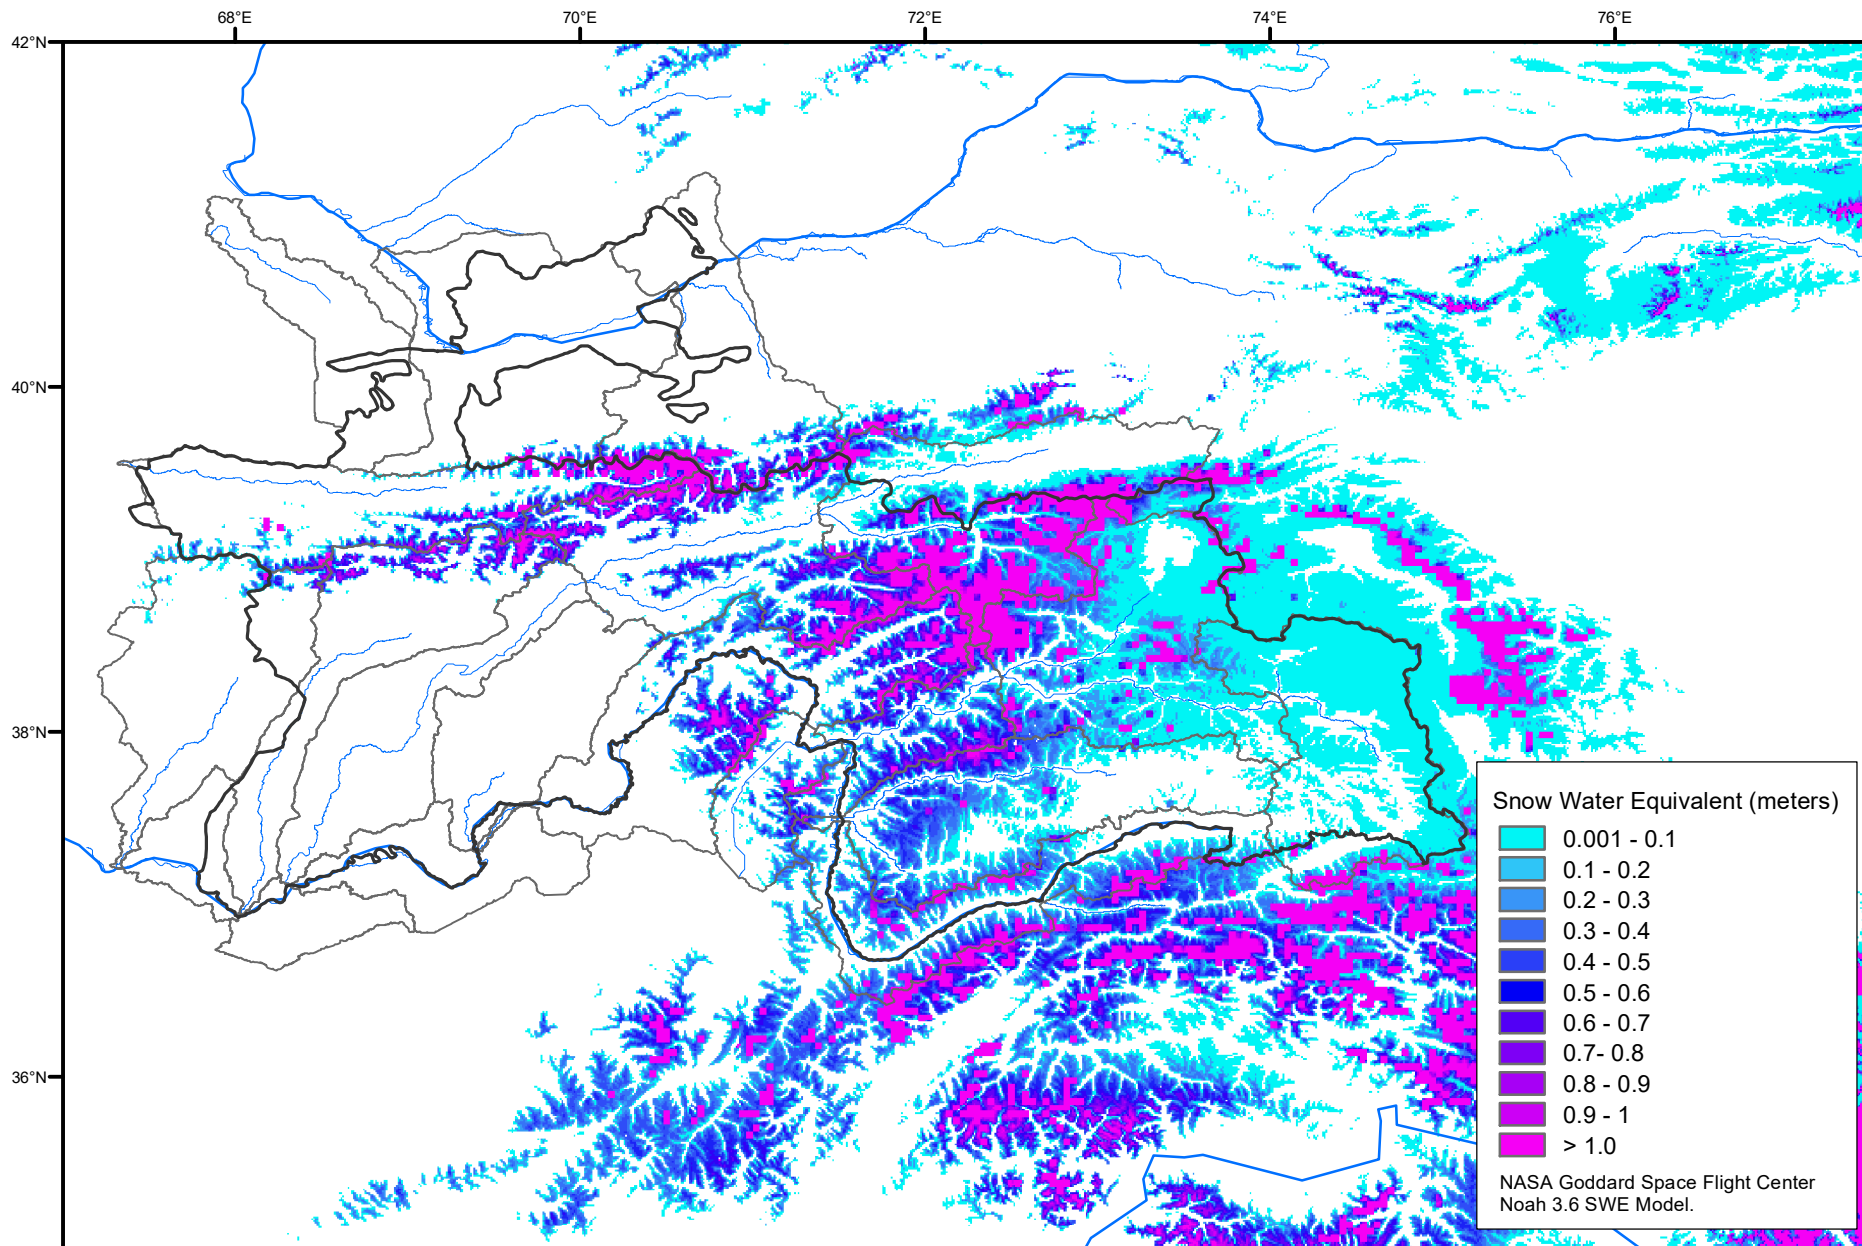 68°E
70°E
72°E
74°E
76°E
42°N
40°N
38°N
36°N
Snow Water Equivalent (meters)
0.001 - 0.1
0.1 - 0.2
0.2 - 0.3
0.3 - 0.4
0.4 - 0.5
0.5 - 0.6
0.6 - 0.7
0.7- 0.8
0.8 - 0.9
0.9 - 1
> 1.0
NASA Goddard Space Flight Center
Noah 3.6 SWE Model.